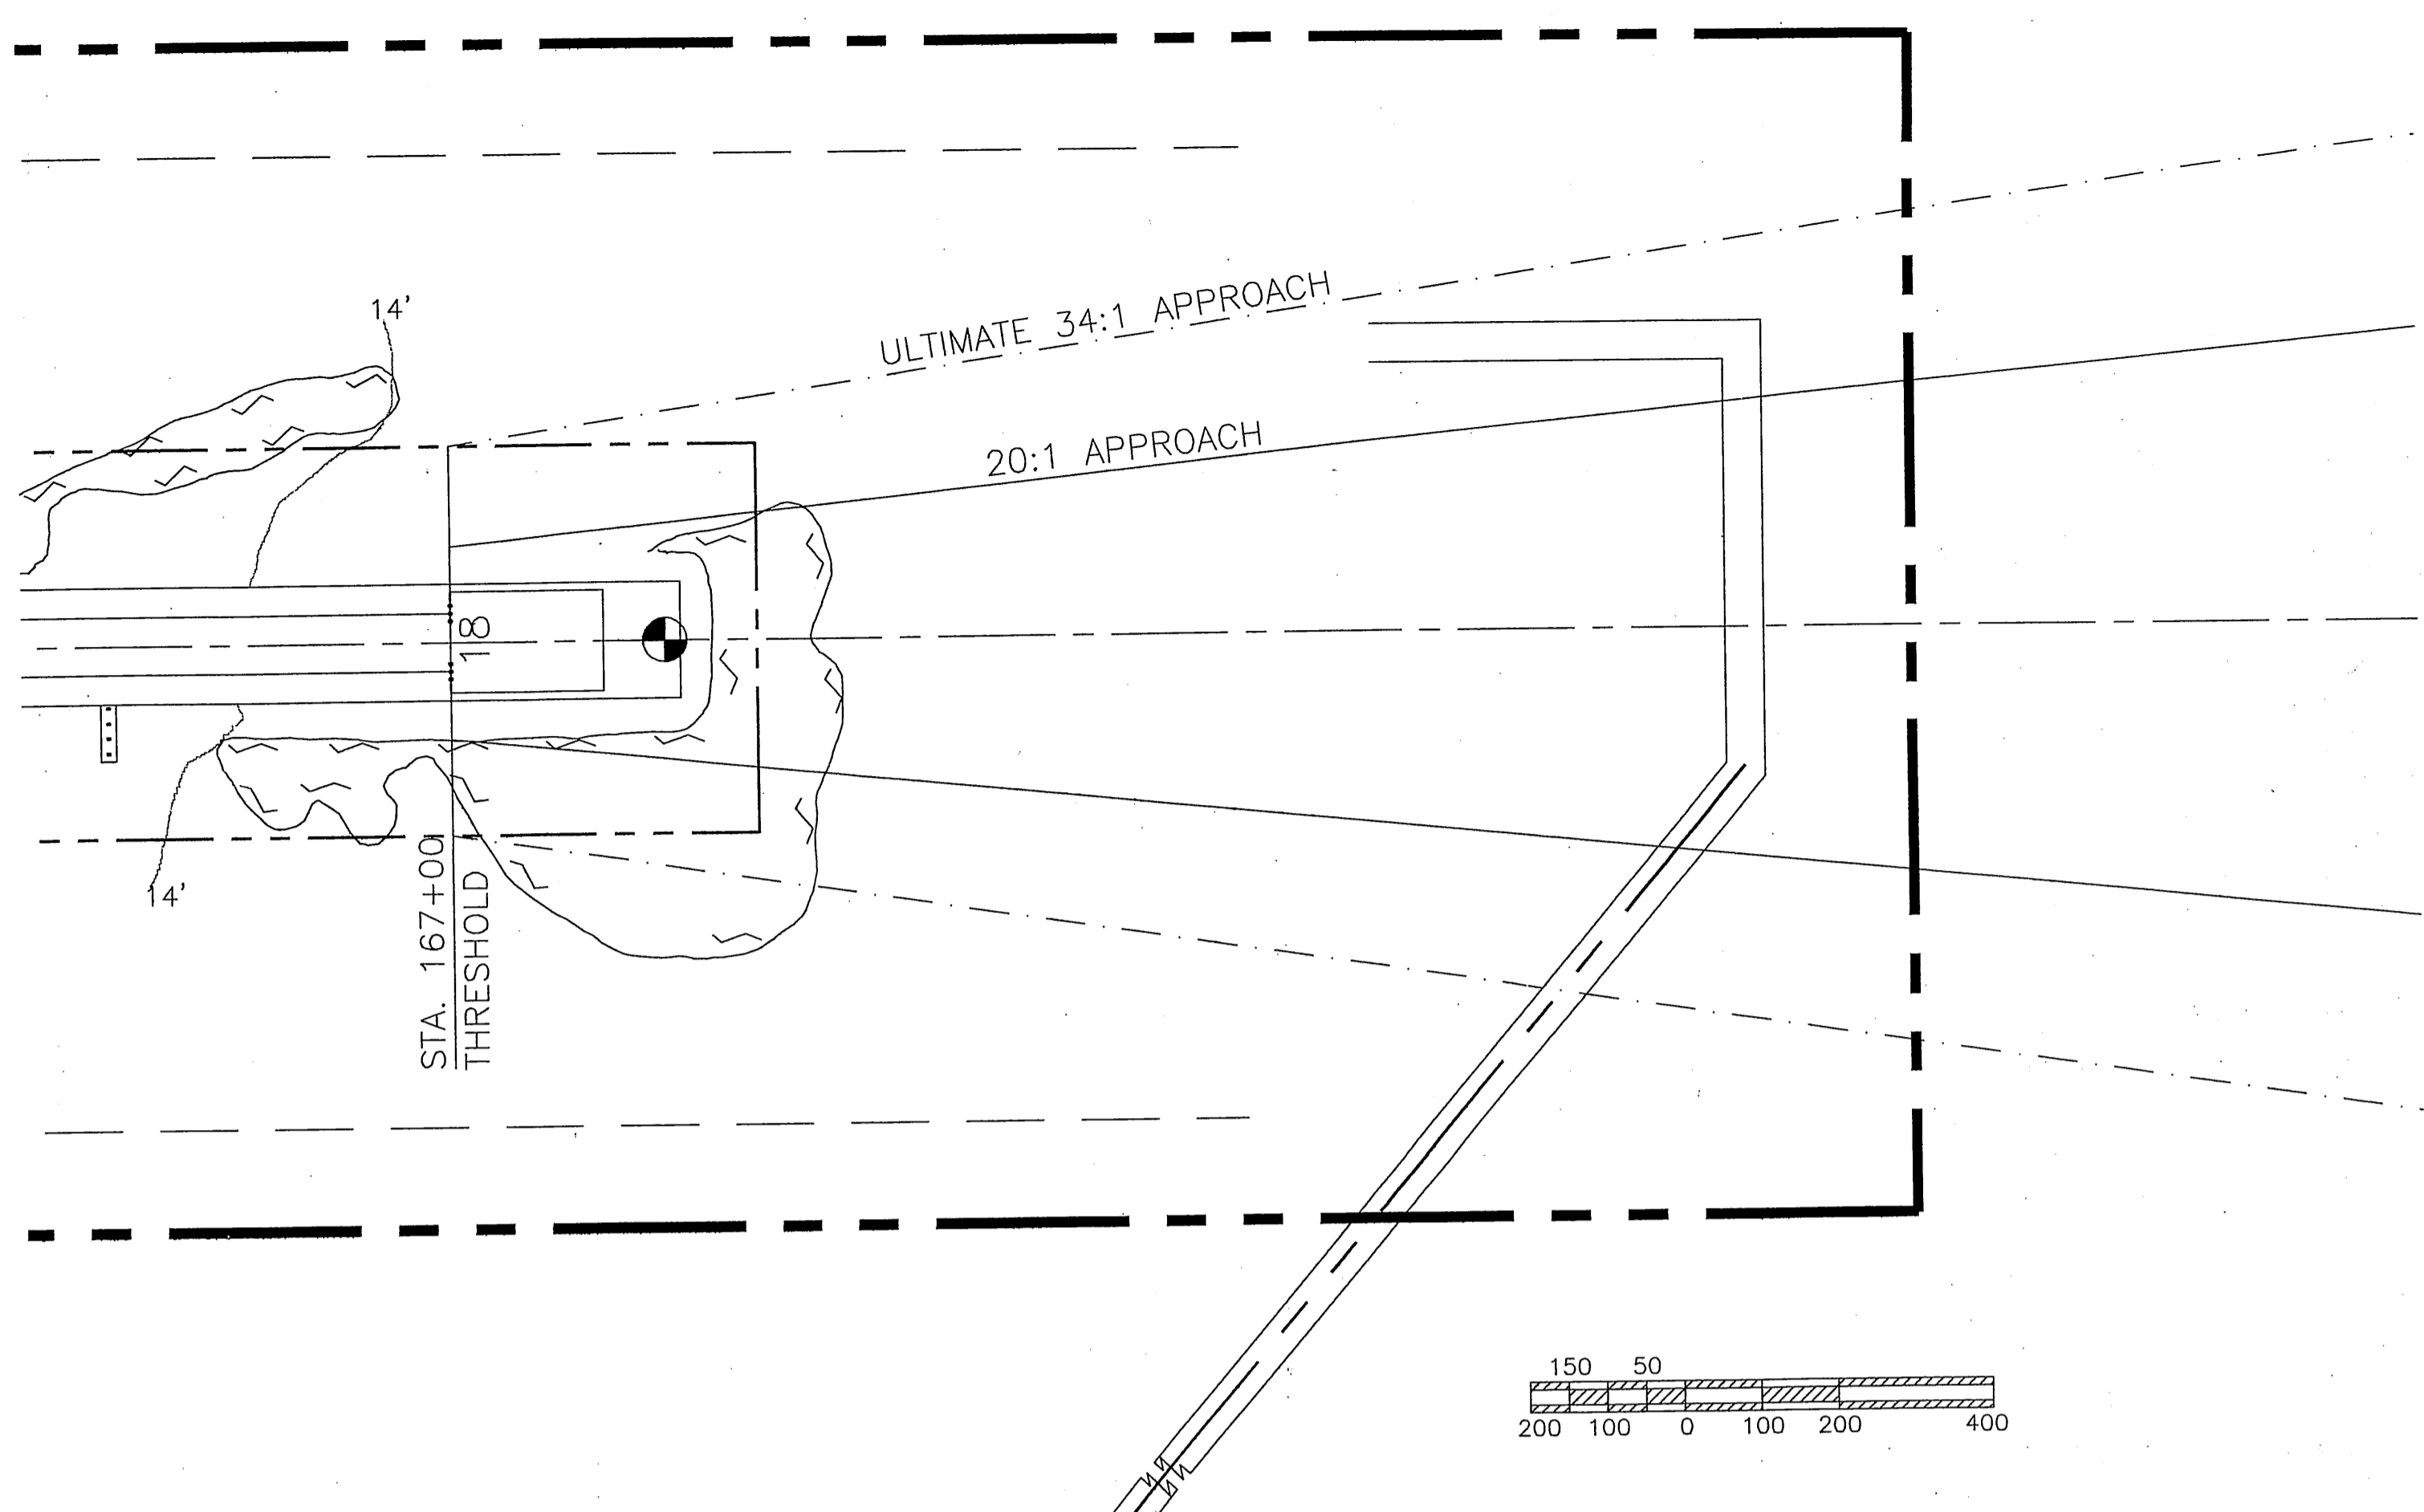 14'
ULTIMATE 34:1 APPROACH
20:1 APPROACH
18
14'
STA. 167+00
THRESHOLD
150 50
200 100 0 100 200 400